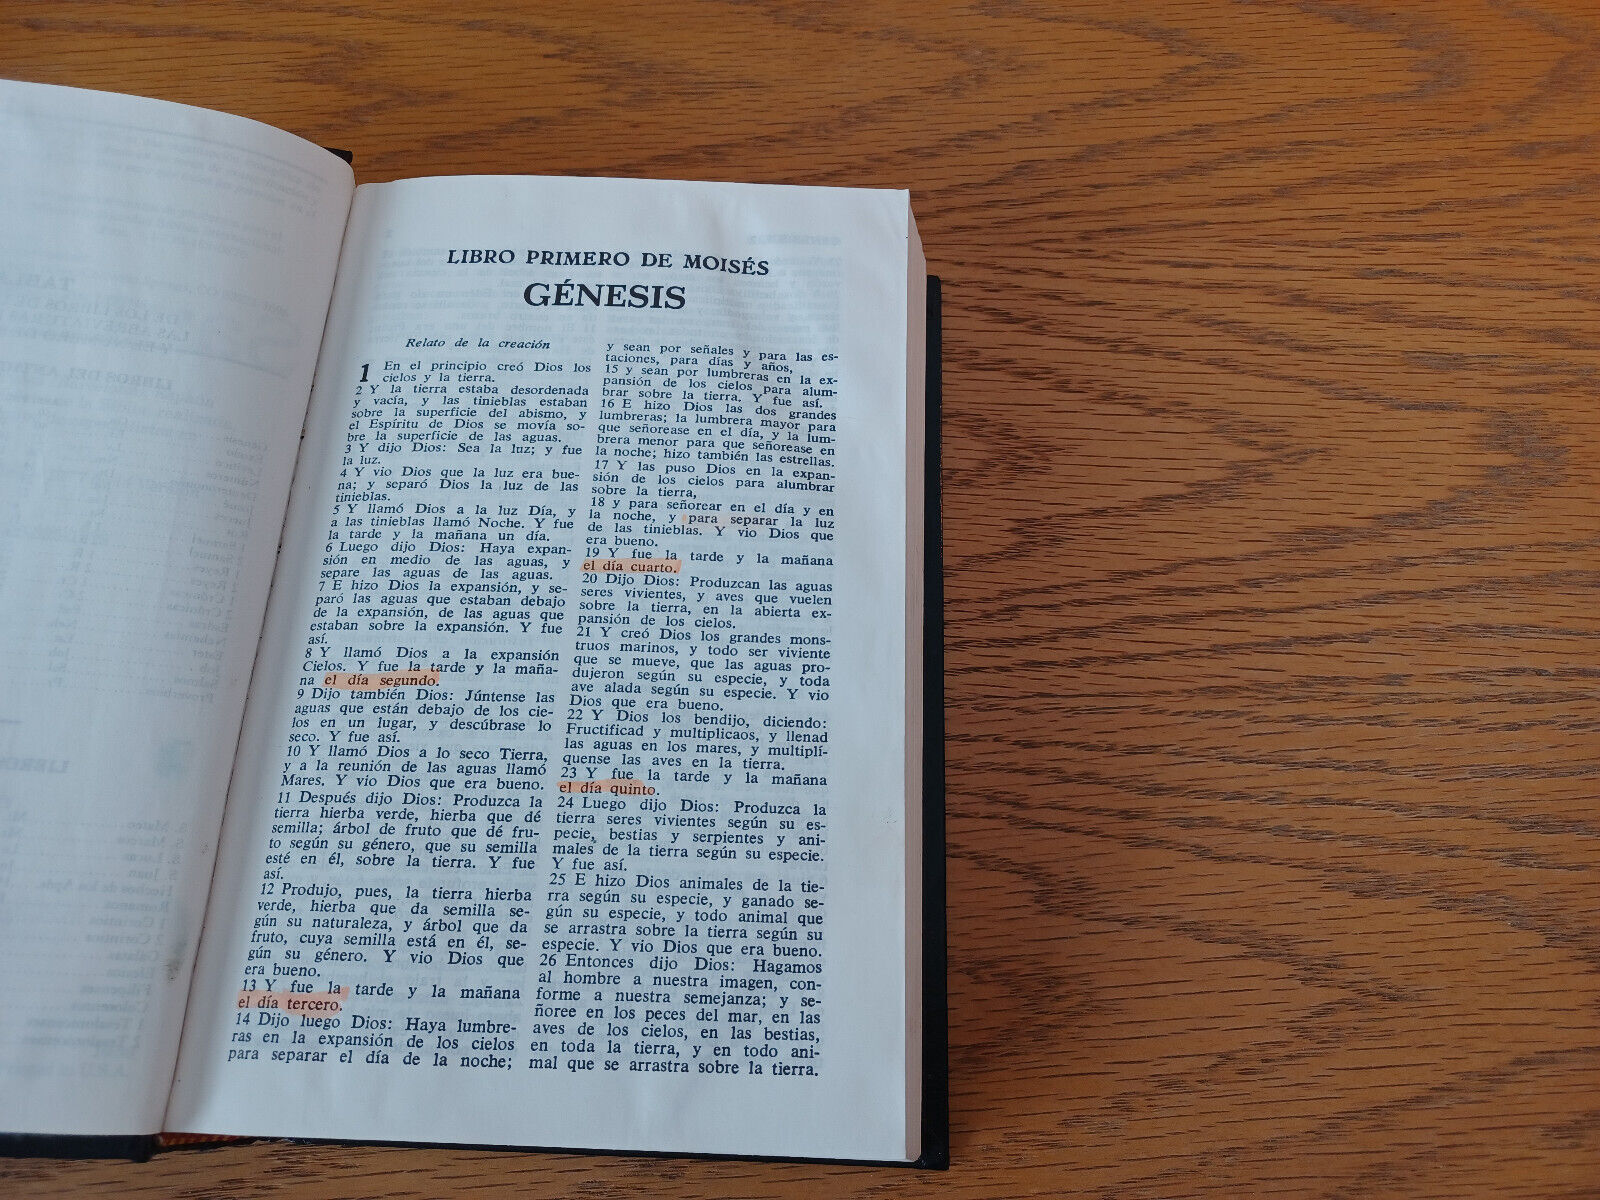 LIBRO PRIMERO DE MOISÉS
GÉNESIS
Relato de la creación
1 En el principio creó Dios los
cielos y la tierra.
2 Y la tierra estaba desordenada
y vacía, y las tinieblas estaban
sobre la superficie del abismo, y
el Espíritu de Dios se movía so-
bre la superficie de las aguas.
3 Y dijo Dios: Sea la luz; y fue
la luz.
4 Y vio Dios que la luz era bue-
na; y separó Dios la luz de las
tinieblas.
5 Y llamó Dios a la luz Día, y
a las tinieblas llamó Noche. Y fue
la tarde y la mañana un día.
6 Luego dijo Dios: Haya expan-
sión en medio de las aguas, y
separe las aguas de las aguas.
7 E hizo Dios la expansión, y se-
paró las aguas que estaban debajo
de la expansión, de las aguas que
estaban sobre la expansión. Y fue
así.
8 Y llamó Dios a la expansión
Cielos. Y fue la tarde y la maña-
na el día segundo.
9 Dijo también Dios: Júntense las
aguas que están debajo de los cie-
los en un lugar, y descúbrase lo
seco. Y fue así.
10 Y llamó Dios a lo seco Tierra,
y a la reunión de las aguas llamó
Mares. Y vio Dios que era bueno.
11 Después dijo Dios: Produzca la
tierra hierba verde, hierba que dé
semilla; árbol de fruto que dé fru-
to según su género, que su semilla
esté en él, sobre la tierra. Y fue
así.
12 Produjo, pues, la tierra hierba
verde, hierba que da semilla se-
gún su naturaleza, y árbol que da
fruto, cuya semilla está en él, se-
gún su género. Y vio Dios que
era bueno.
13 Y fue la tarde y la mañana
el día tercero.
14 Dijo luego Dios: Haya lumbre-
ras en la expansión de los cielos
para separar el día de la noche;
y sean por señales y para las es-
taciones, para días y años,
15 y sean por lumbreras en la ex-
pansión de los cielos para alum-
brar sobre la tierra. Y fue así.
16 E hizo Dios las dos grandes
lumbreras; la lumbrera mayor para
que señorease en el día, y la lum-
brera menor para que señorease en
la noche; hizo también las estrellas.
17 Y las puso Dios en la expan-
sión de los cielos para alumbrar
sobre la tierra,
18 y para señorear en el día y en
la noche, y para separar la luz
de las tinieblas. Y vio Dios que
era bueno.
19 Y fue la tarde y la mañana
el día cuarto.
20 Dijo Dios: Produzcan las aguas
seres vivientes, y aves que vuelen
sobre la tierra, en la abierta ex-
pansión de los cielos.
21 Y creó Dios los grandes mons-
truos marinos, y todo ser viviente
que se mueve, que las aguas pro-
dujeron según su especie, y toda
ave alada según su especie. Y vio
Dios que era bueno.
22 Y Dios los bendijo, diciendo:
Fructificad y multiplicaos, y llenad
las aguas en los mares, y multiplí-
quense las aves en la tierra.
23 Y fue la tarde y la mañana
el día quinto.
24 Luego dijo Dios: Produzca la
tierra seres vivientes según su es-
pecie, bestias y serpientes y ani-
males de la tierra según su especie.
Y fue así.
25 E hizo Dios animales de la tie-
rra según su especie, y ganado se-
gún su especie, y todo animal que
se arrastra sobre la tierra según su
especie. Y vio Dios que era bueno.
26 Entonces dijo Dios: Hagamos
al hombre a nuestra imagen, con-
forme a nuestra semejanza; y se-
ñoree en los peces del mar, en las
aves de los cielos, en las bestias,
en toda la tierra, y en todo ani-
mal que se arrastra sobre la tierra.